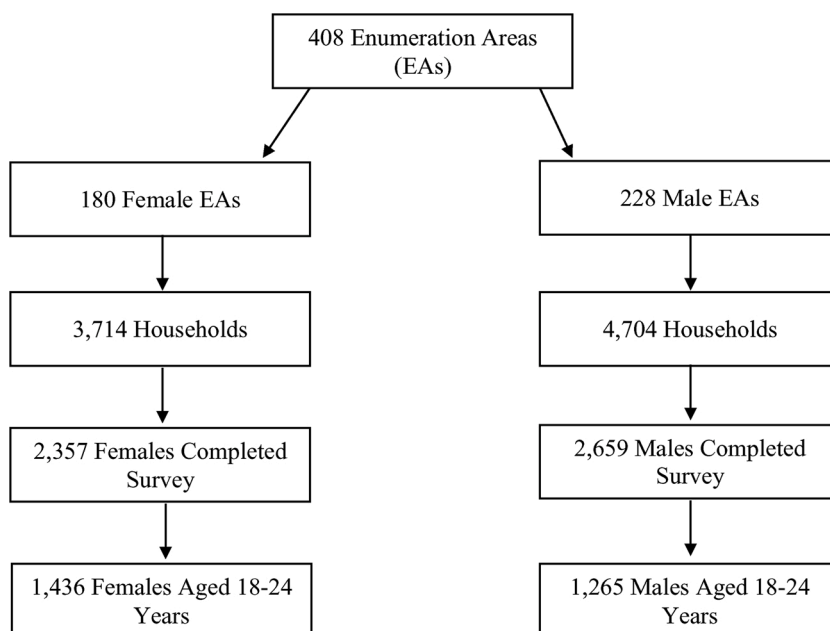 408 Enumeration Areas
(EAs)
180 Female EAs
228 Male EAs
3,714 Households
4,704 Households
2,357 Females Completed
Survey
2,659 Males Completed
Survey
1,436 Females Aged 18-24
Years
1,265 Males Aged 18-24
Years